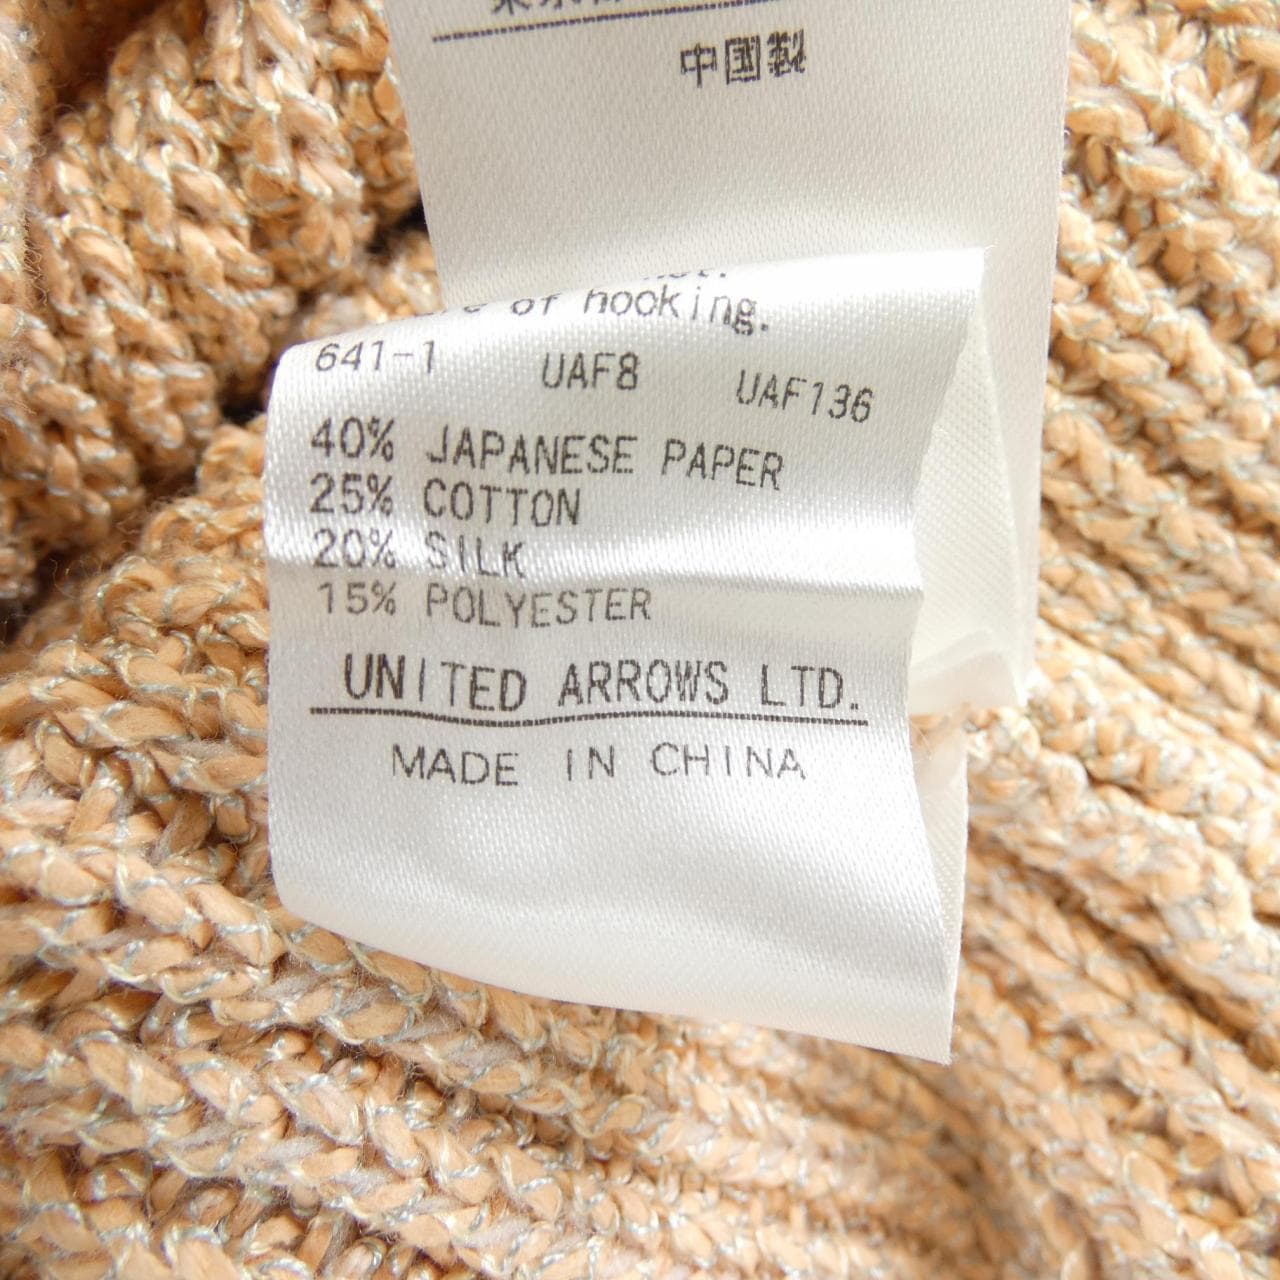 中國製
of hooking.
641-1 UAF8 UAF136
40% JAPANESE PAPER
25% COTTON
20% SILK
15% POLYESTER
UNITED ARROWS LTD.
MADE IN CHINA